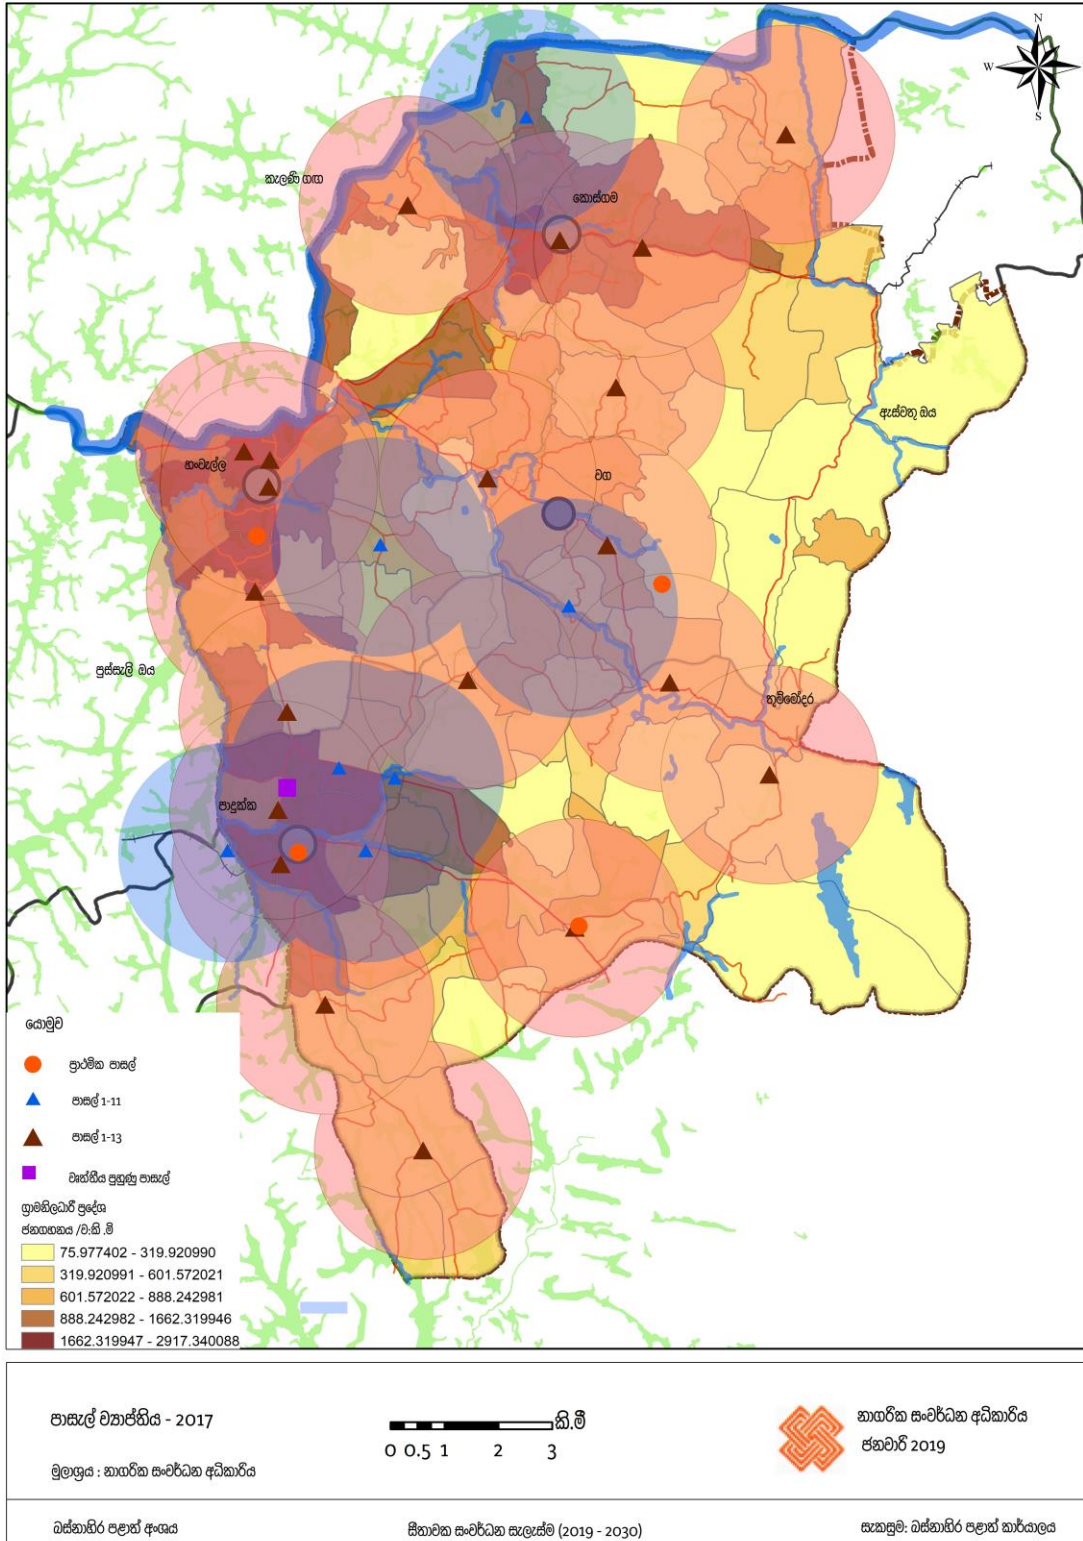 N
W
S
කැලණි ගඟ
කොස්ගම
ඇස්වතු ඔය
හංවැල්ල
වග
පුස්සැලි ඔය
තුම්මෝදර
පාදුක්ක
යොමුව
ප්‍රාථමික පාසල්
පාසල් 1-11
පාසල් 1-13
වෘත්තීය පුහුණු පාසැල්
ග්‍රාමනිලධාරී ප්‍රදේශ
ජනගහනය /ව:කි .මි
75.977402 - 319.920990
319.920991 - 601.572021
601.572022 - 888.242981
888.242982 - 1662.319946
1662.319947 - 2917.340088
පාසැල් ව්‍යාප්තිය - 2017
කි.මී
0 0.5 1 2 3
නාගරික සංවර්ධන අධිකාරිය
ජනවාරි 2019
මුලාශ්‍රය : නාගරික සංවර්ධන අධිකාරිය
බස්නාහිර පළාත් අංශය
සීතාවක සංවර්ධන සැලැස්ම (2019 - 2030)
සැකසුම: බස්නාහිර පළාත් කාර්යාලය